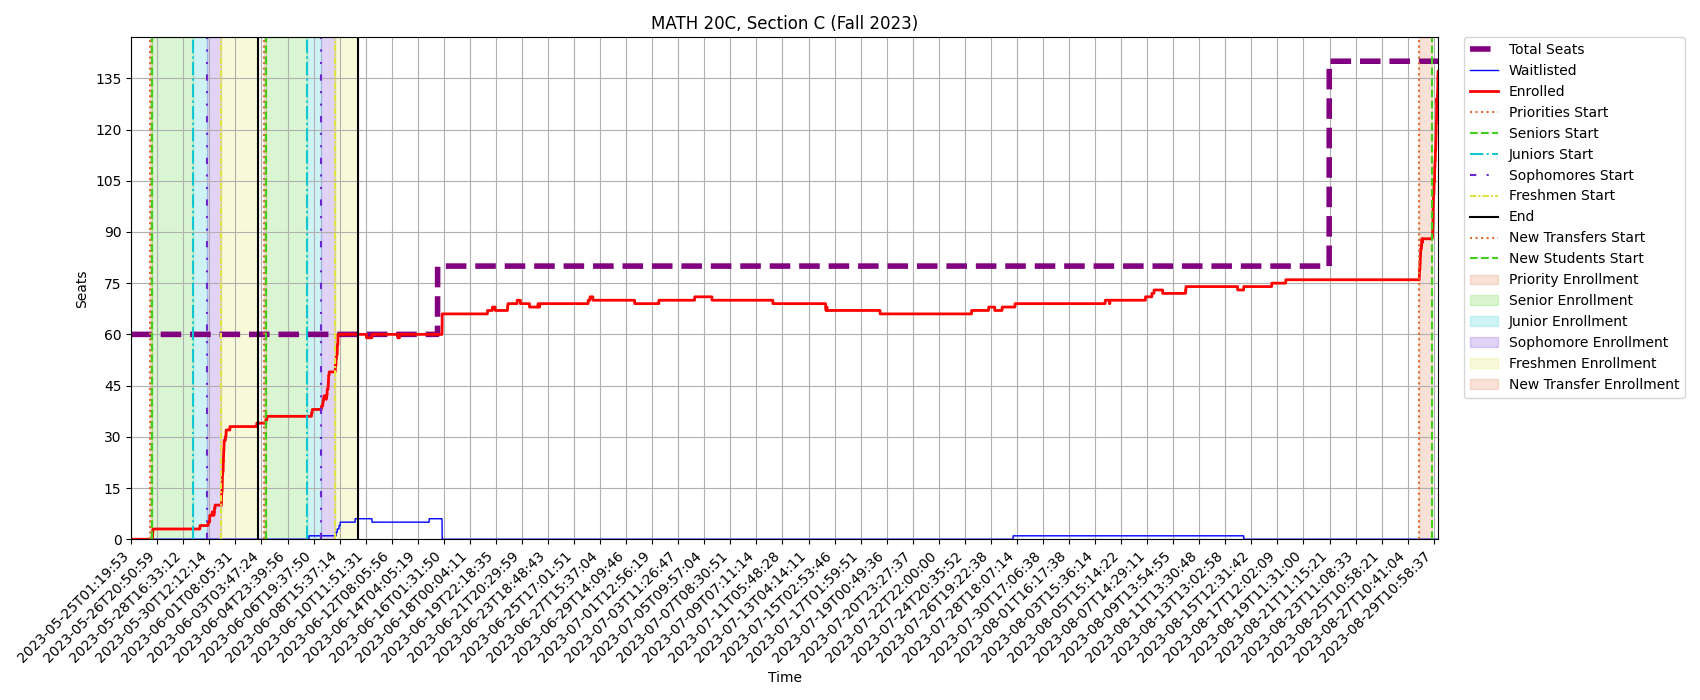 MATH 20C, Section C (Fall 2023)
Seats
135
120
105
90
75
60
45
30
15
0
2023-05-25T01:19:53
2023-05-26T20:50:59
2023-05-28T16:33:12
2023-05-30T12:12:14
2023-06-01T08:05:31
2023-06-03T03:47:24
2023-06-04T23:39:56
2023-06-06T19:37:50
2023-06-08T15:37:14
2023-06-10T11:51:31
2023-06-12T08:05:56
2023-06-14T04:05:19
2023-06-16T01:31:50
2023-06-18T00:04:11
2023-06-19T22:18:35
2023-06-21T20:29:59
2023-06-23T18:48:43
2023-06-25T17:01:51
2023-06-27T15:37:04
2023-06-29T14:09:46
2023-07-01T12:56:19
2023-07-03T11:26:47
2023-07-05T09:57:04
2023-07-07T08:30:51
2023-07-09T07:11:14
2023-07-11T05:48:28
2023-07-13T04:14:11
2023-07-15T02:53:46
2023-07-17T01:59:51
2023-07-19T00:49:36
2023-07-20T23:27:37
2023-07-22T22:00:00
2023-07-24T20:35:52
2023-07-26T19:22:38
2023-07-28T18:07:14
2023-07-30T17:06:38
2023-08-01T16:17:38
2023-08-03T15:36:14
2023-08-05T15:14:22
2023-08-07T14:29:11
2023-08-09T13:54:55
2023-08-11T13:30:48
2023-08-13T13:02:58
2023-08-15T12:31:42
2023-08-17T12:02:09
2023-08-19T11:31:00
2023-08-21T11:15:21
2023-08-23T11:08:33
2023-08-25T10:58:21
2023-08-27T10:41:04
2023-08-29T10:58:37
Time
Total Seats
Waitlisted
Enrolled
Priorities Start
Seniors Start
Juniors Start
Sophomores Start
Freshmen Start
End
New Transfers Start
New Students Start
Priority Enrollment
Senior Enrollment
Junior Enrollment
Sophomore Enrollment
Freshmen Enrollment
New Transfer Enrollment